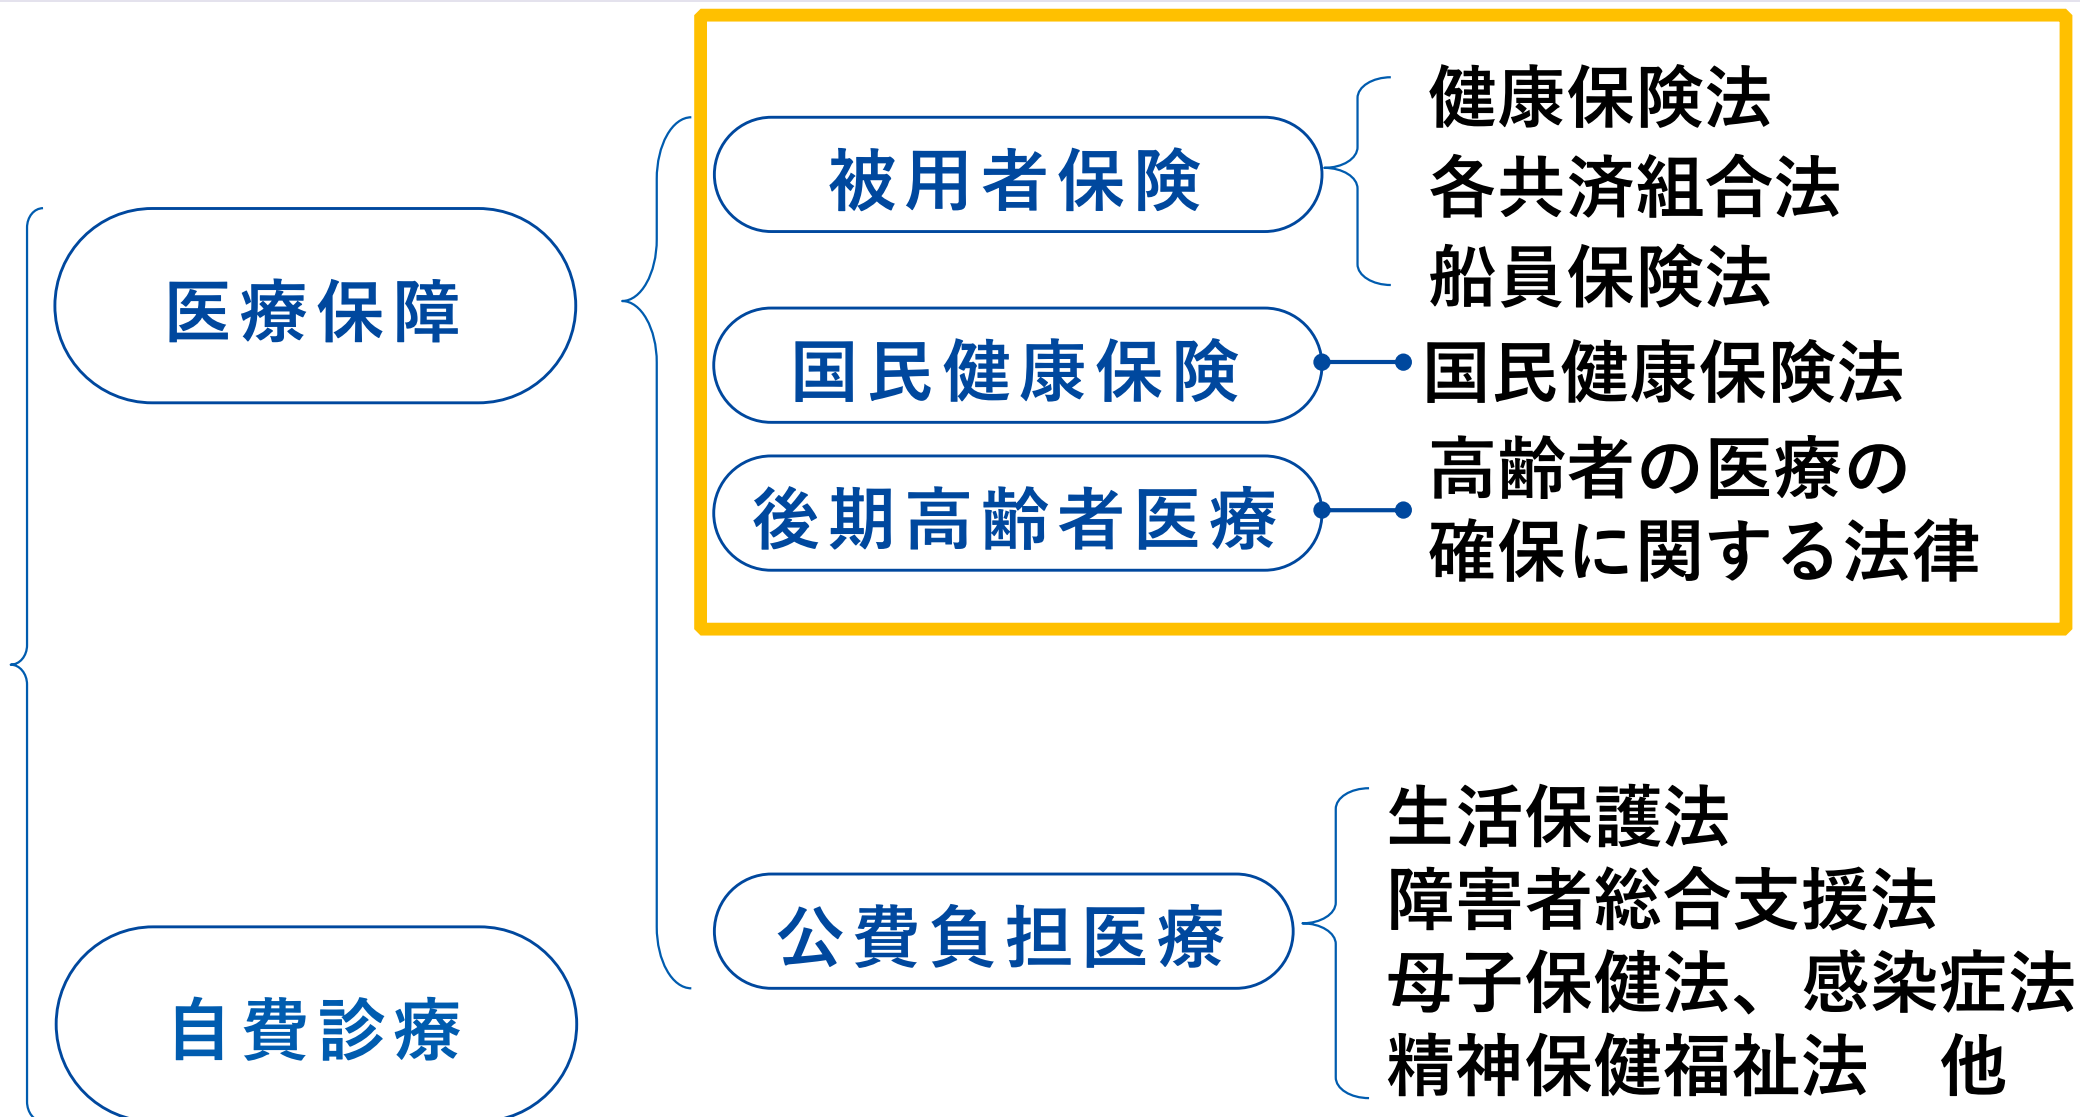 医療保障
被用者保険
健康保険法
各共済組合法
船員保険法
国民健康保険
国民健康保険法
後期高齢者医療
高齢者の医療の
確保に関する法律
公費負担医療
生活保護法
障害者総合支援法
母子保健法、感染症法
精神保健福祉法　他
自費診療